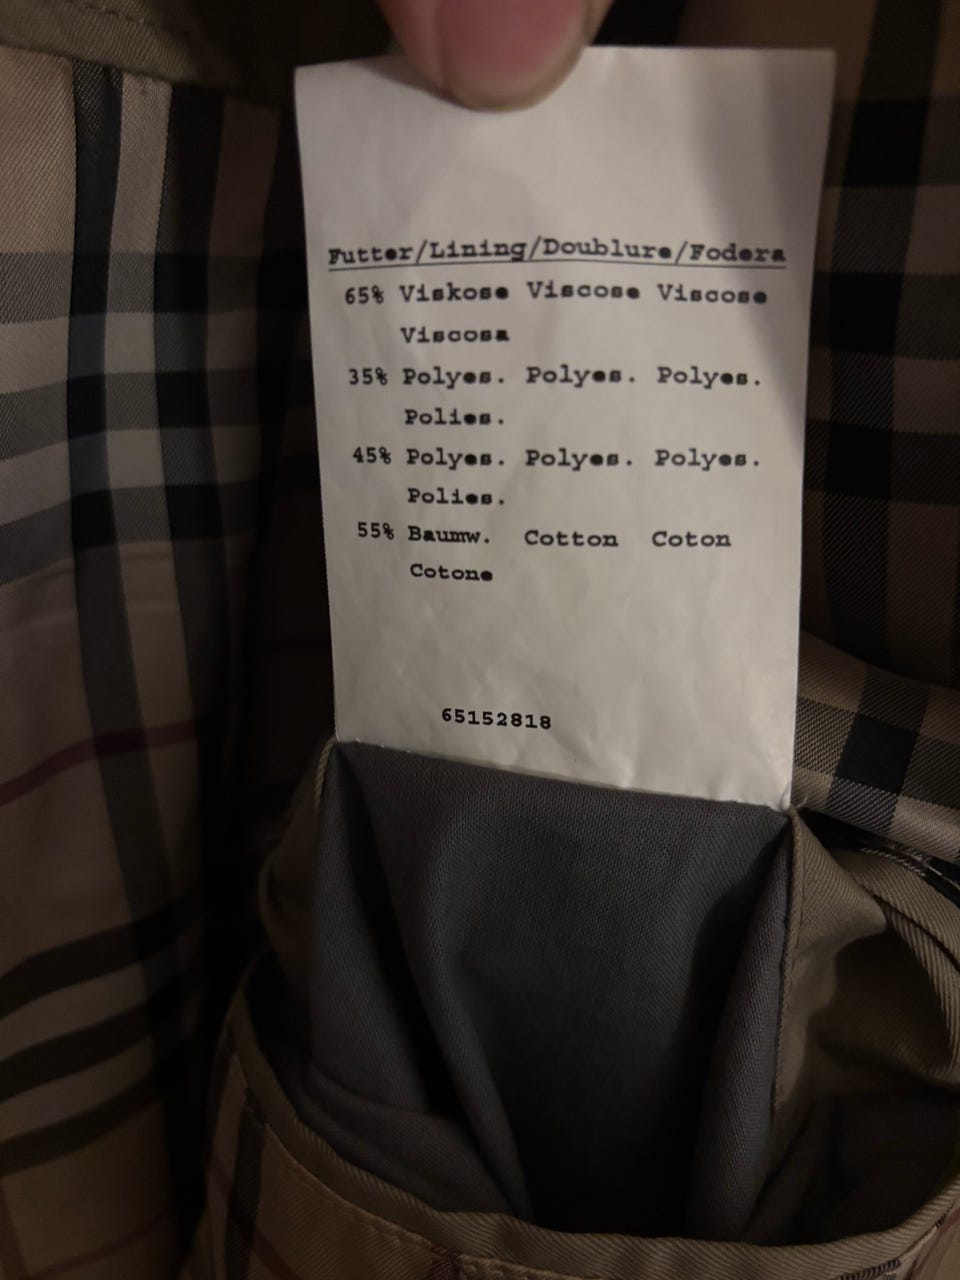 Futter/Lining/Doublure/Fodera
65% Viskose Viscose Viscose
Viscosa
35% Polyes. Polyes. Polyes.
Polies.
45% Polyes. Polyes. Polyes.
Polies.
55% Baumw. Cotton Coton
Cotone
65152818